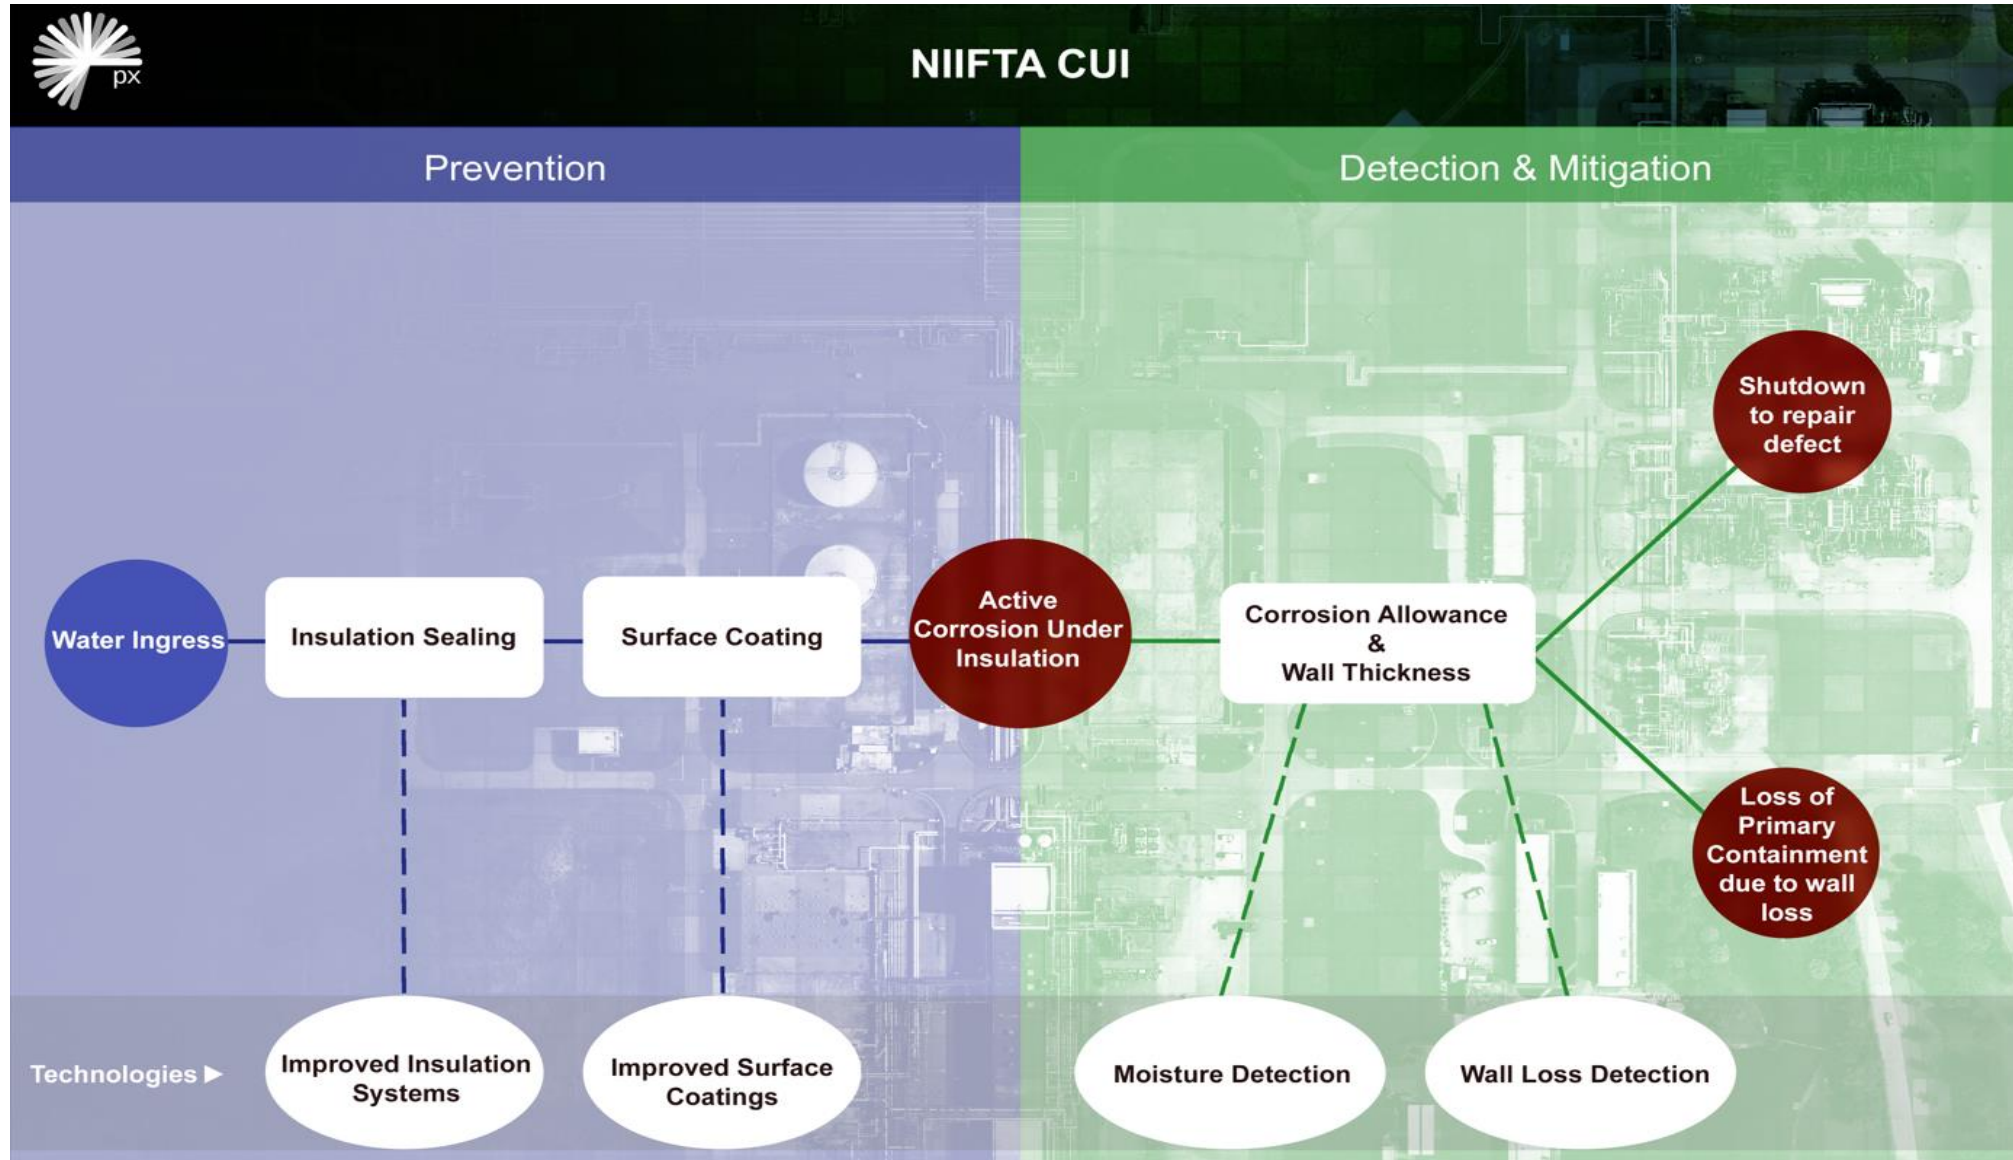 px
NIIFTA CUI
Prevention
Detection & Mitigation
Shutdown
to repair
defect
Water Ingress
Insulation Sealing
Surface Coating
Active
Corrosion Under
Insulation
Corrosion Allowance
&
Wall Thickness
Loss of
Primary
Containment
due to wall
loss
Technologies ▶
Improved Insulation
Systems
Improved Surface
Coatings
Moisture Detection
Wall Loss Detection